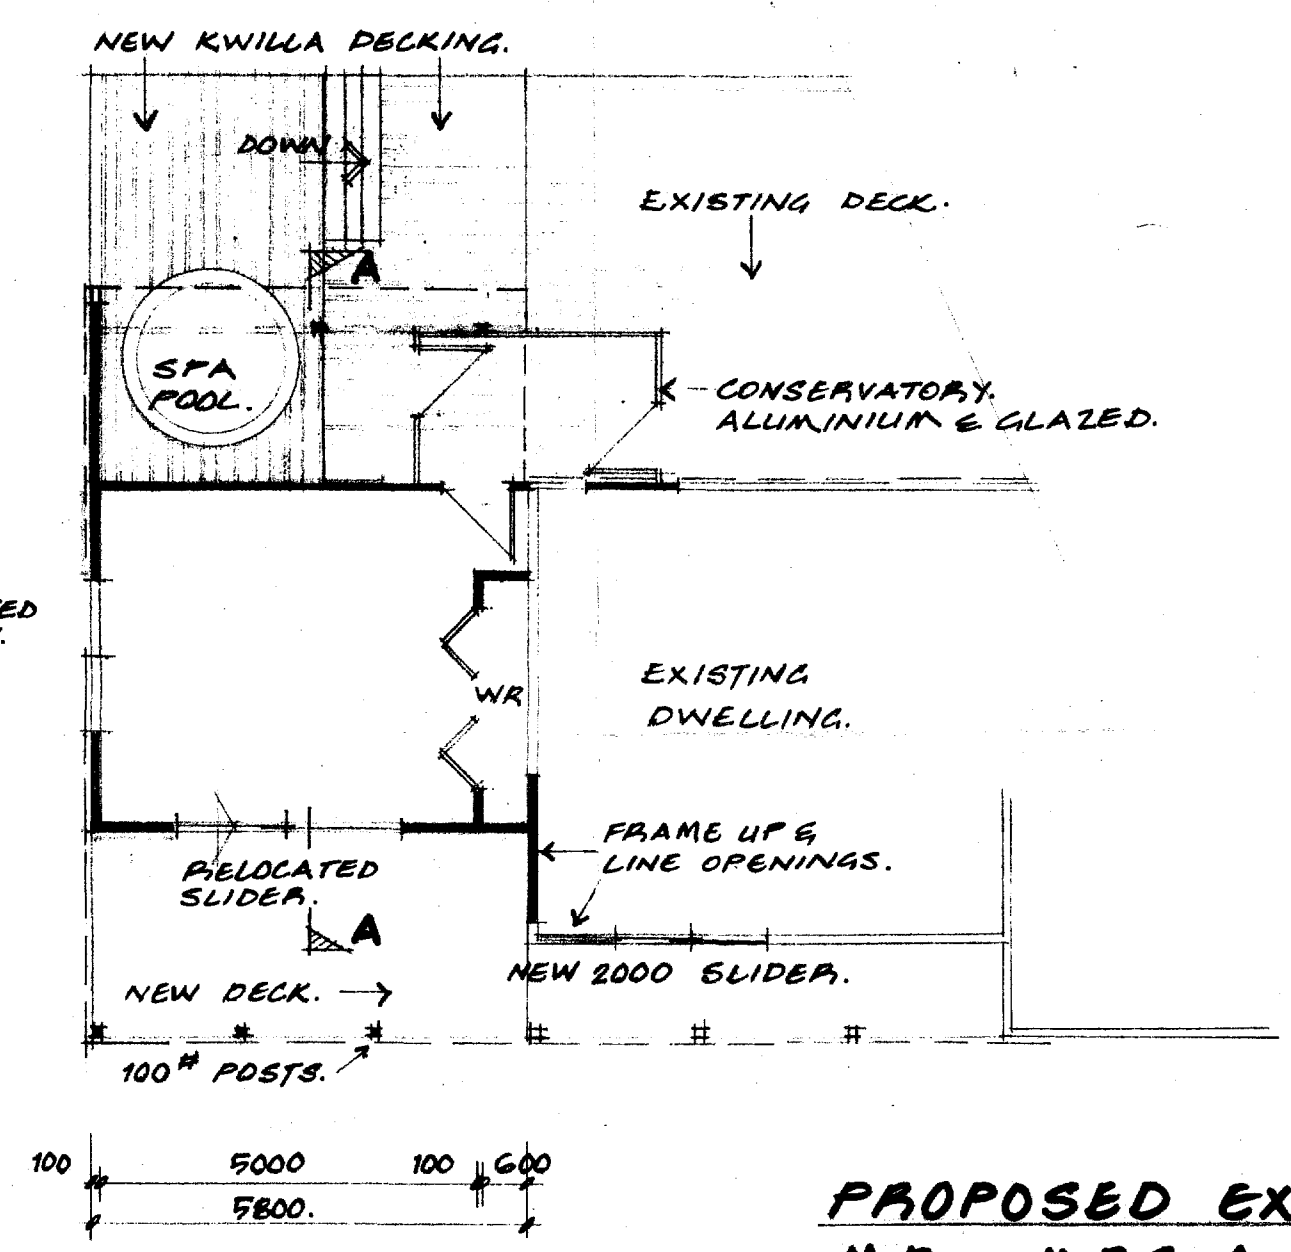 NEW KWILLA DECKING.
DOWN
EXISTING DECK.
A
SPA
POOL.
CONSERVATORY.
ALUMINIUM & GLAZED.
ED
EXISTING
DWELLING.
WR
FRAME UP &
LINE OPENINGS.
RELOCATED
SLIDER.
A
NEW 2000 SLIDER.
NEW DECK.
100# POSTS.
100 5000 100 600
5800.
PROPOSED EX